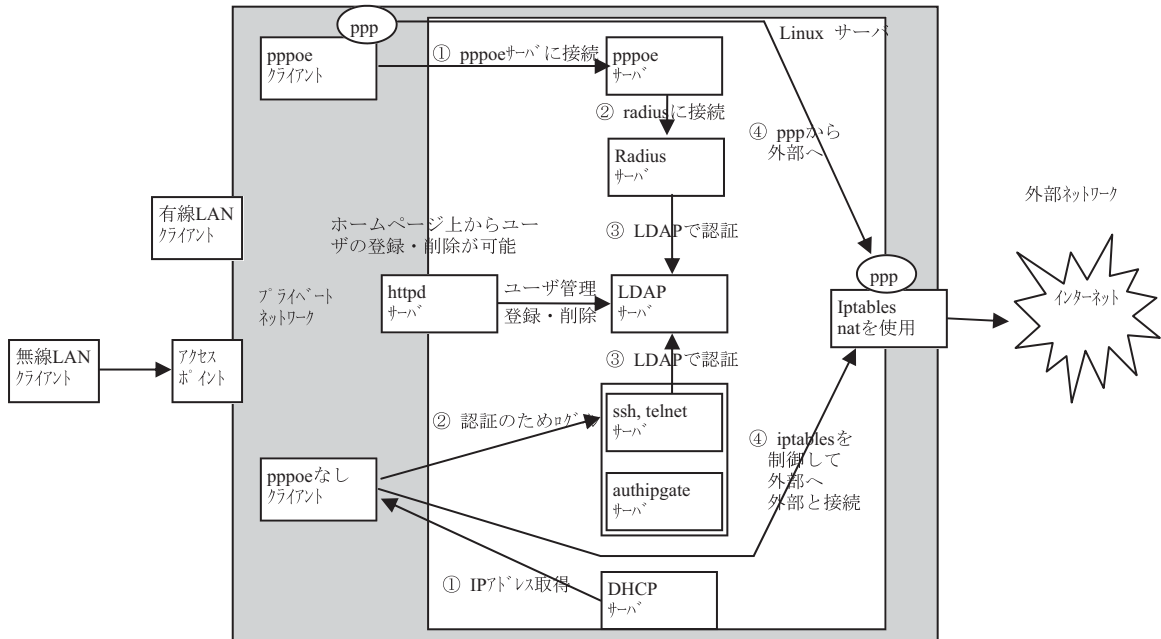 ppp
Linux サーバ
pppoe
クライアント
① pppoeサーバに接続
pppoe
サーバ
② radiusに接続
④ pppから
外部へ
Radius
サーバ
外部ネットワーク
有線LAN
クライアント
ホームページ上からユー
ザの登録・削除が可能
③ LDAPで認証
ppp
プライベート
ネットワーク
httpd
サーバ
ユーザ管理
登録・削除
LDAP
サーバ
Iptables
natを使用
インターネット
無線LAN
クライアント
アクセス
ポイント
③ LDAPで認証
② 認証のためログイン
ssh, telnet
サーバ
④ iptablesを
制御して
外部へ
外部と接続
pppoeなし
クライアント
authipgate
サーバ
① IPアドレス取得
DHCP
サーバ